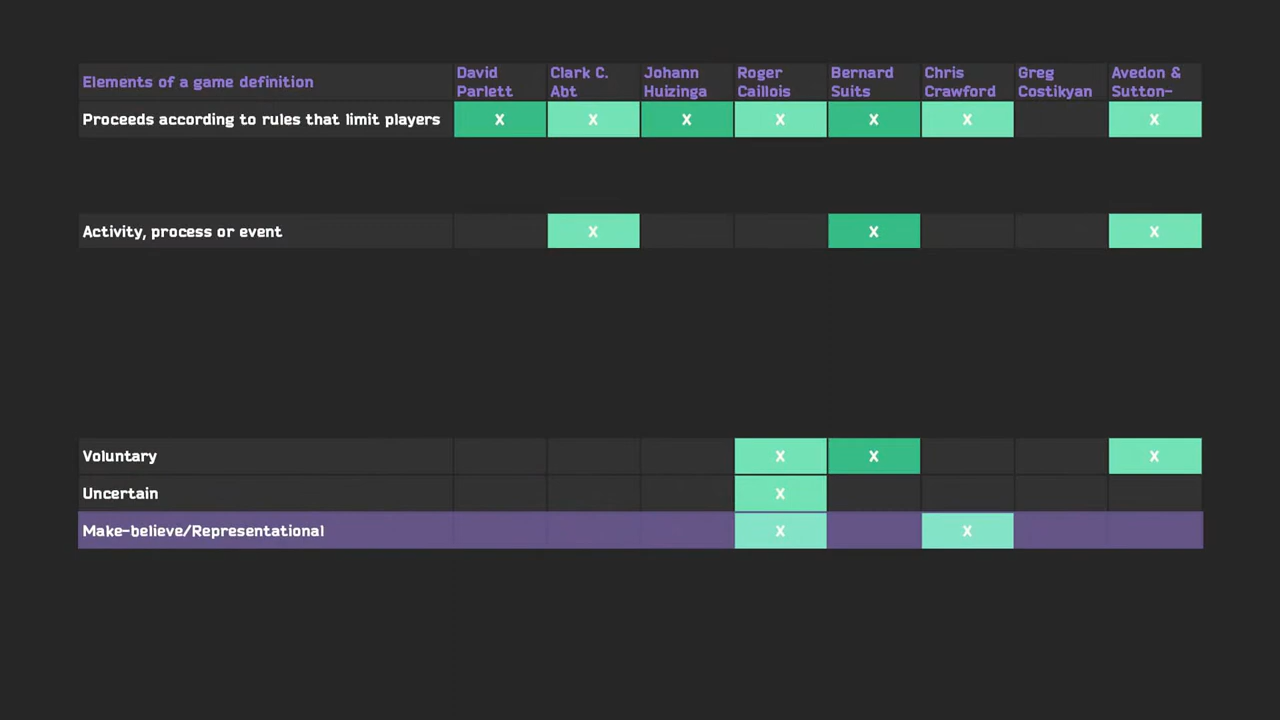 Elements of a game definition David Parlett Clark C. Abt Johann Huizinga Roger Caillois Bernard Suits Chris Crawford Greg Costikyan Avedon & Sutton-
Proceeds according to rules that limit players X X X X X X X
Activity, process or event X X X
Voluntary X X X
Uncertain X
Make-believe/Representational X X